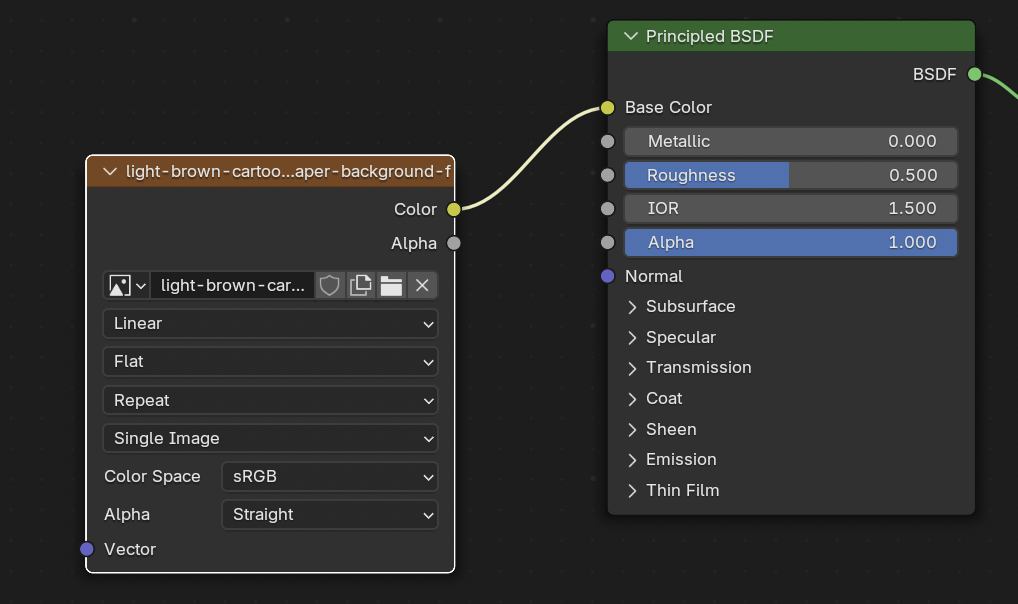 light-brown-cartoo...aper-background-f
Color
Alpha
light-brown-car...
Linear
Flat
Repeat
Single Image
Color Space sRGB
Alpha Straight
Vector
Principled BSDF
BSDF
Base Color
Metallic 0.000
Roughness 0.500
IOR 1.500
Alpha 1.000
Normal
Subsurface
Specular
Transmission
Coat
Sheen
Emission
Thin Film